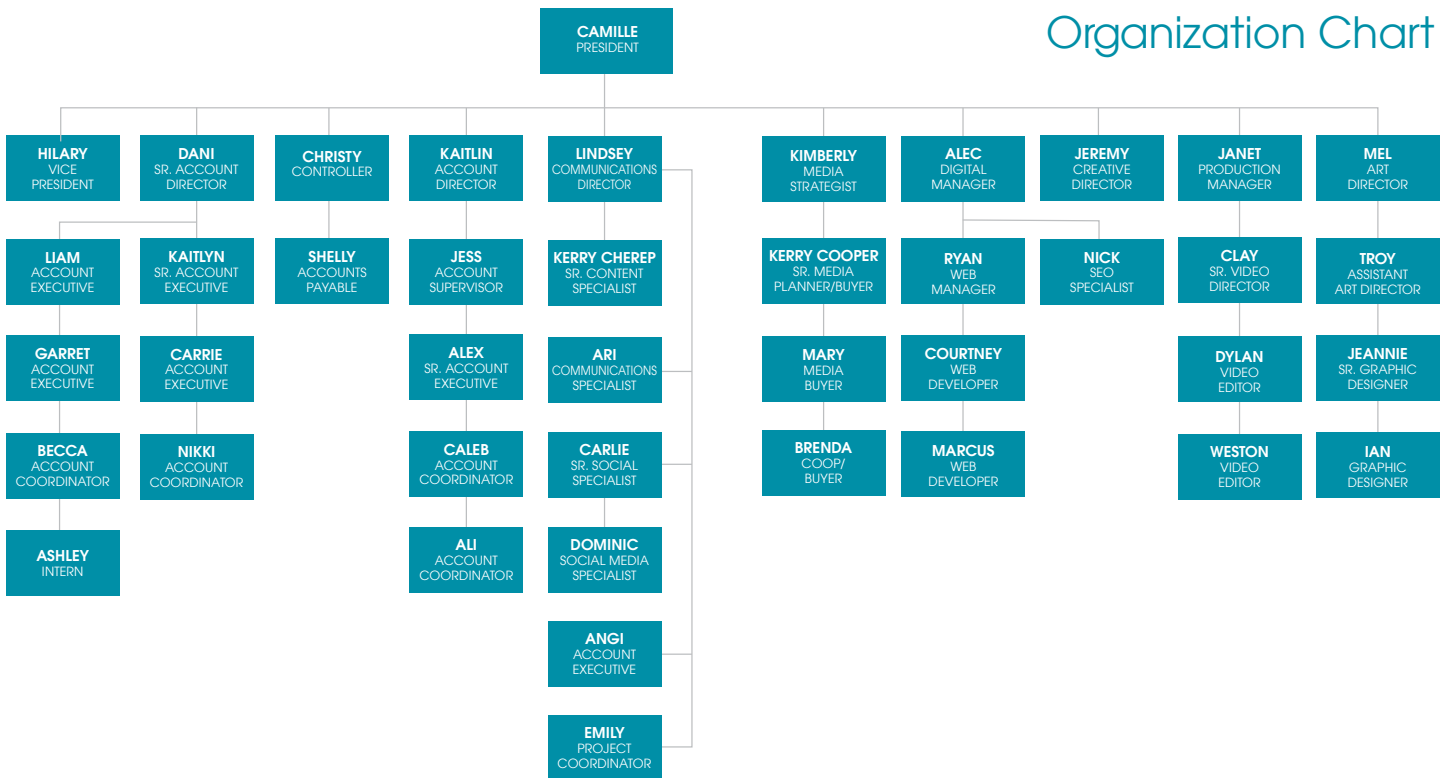 Organization Chart
CAMILLE
PRESIDENT
HILARY
VICE
PRESIDENT
DANI
SR. ACCOUNT
DIRECTOR
CHRISTY
CONTROLLER
KAITLIN
ACCOUNT
DIRECTOR
LINDSEY
COMMUNICATIONS
DIRECTOR
KIMBERLY
MEDIA
STRATEGIST
ALEC
DIGITAL
MANAGER
JEREMY
CREATIVE
DIRECTOR
JANET
PRODUCTION
MANAGER
MEL
ART
DIRECTOR
LIAM
ACCOUNT
EXECUTIVE
KAITLYN
SR. ACCOUNT
EXECUTIVE
SHELLY
ACCOUNTS
PAYABLE
JESS
ACCOUNT
SUPERVISOR
KERRY CHEREP
SR. CONTENT
SPECIALIST
KERRY COOPER
SR. MEDIA
PLANNER/BUYER
RYAN
WEB
MANAGER
NICK
SEO
SPECIALIST
CLAY
SR. VIDEO
DIRECTOR
TROY
ASSISTANT
ART DIRECTOR
GARRET
ACCOUNT
EXECUTIVE
CARRIE
ACCOUNT
EXECUTIVE
ALEX
SR. ACCOUNT
EXECUTIVE
ARI
COMMUNICATIONS
SPECIALIST
MARY
MEDIA
BUYER
COURTNEY
WEB
DEVELOPER
DYLAN
VIDEO
EDITOR
JEANNIE
SR. GRAPHIC
DESIGNER
BECCA
ACCOUNT
COORDINATOR
NIKKI
ACCOUNT
COORDINATOR
CALEB
ACCOUNT
COORDINATOR
CARLIE
SR. SOCIAL
SPECIALIST
BRENDA
COOP/
BUYER
MARCUS
WEB
DEVELOPER
WESTON
VIDEO
EDITOR
IAN
GRAPHIC
DESIGNER
ASHLEY
INTERN
ALI
ACCOUNT
COORDINATOR
DOMINIC
SOCIAL MEDIA
SPECIALIST
ANGI
ACCOUNT
EXECUTIVE
EMILY
PROJECT
COORDINATOR